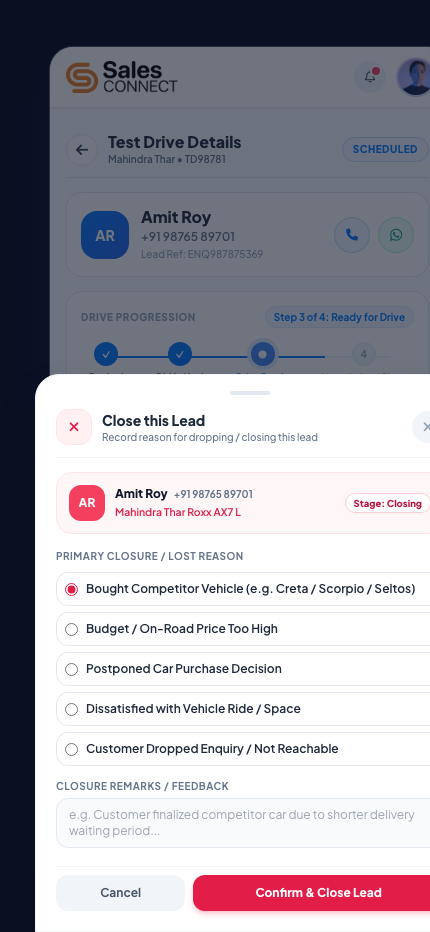 Sales
CONNECT
Test Drive Details
Mahindra Thar • TD98781
SCHEDULED
AR
Amit Roy
+91 98765 89701
Lead Ref: ENQ987875369
DRIVE PROGRESSION
Step 3 of 4: Ready for Drive
4
Close this Lead
Record reason for dropping / closing this lead
AR
Amit Roy +91 98765 89701
Mahindra Thar Roxx AX7 L
Stage: Closing
PRIMARY CLOSURE / LOST REASON
Bought Competitor Vehicle (e.g. Creta / Scorpio / Seltos)
Budget / On-Road Price Too High
Postponed Car Purchase Decision
Dissatisfied with Vehicle Ride / Space
Customer Dropped Enquiry / Not Reachable
CLOSURE REMARKS / FEEDBACK
e.g. Customer finalized competitor car due to shorter delivery
waiting period...
Cancel
Confirm & Close Lead